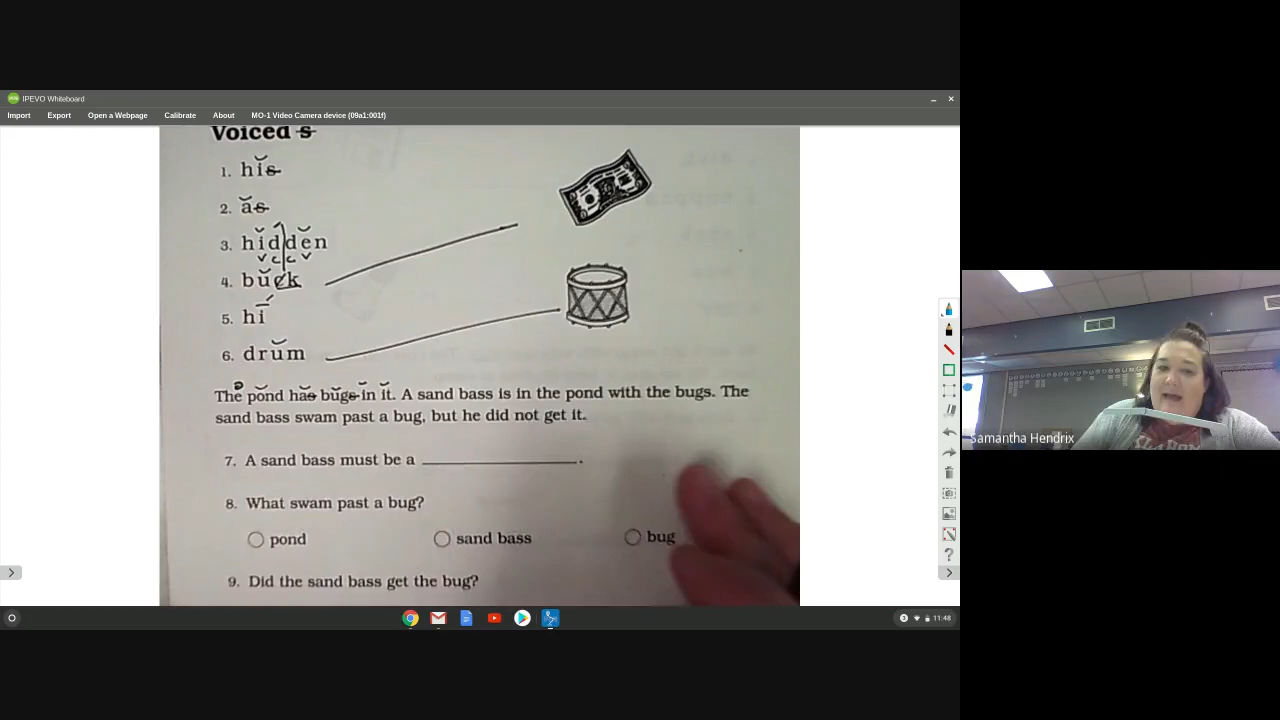 IPEVO Whiteboard
Import Export Open a Webpage Calibrate About MO-1 Video Camera device (09a1:001f)
Voiced s
1. his
2. as
3. hidden
v c c v
4. buck
5. hi
6. drum
The pond has bugs in it. A sand bass is in the pond with the bugs. The
sand bass swam past a bug, but he did not get it.
7. A sand bass must be a ____________.
8. What swam past a bug?
pond sand bass bug
9. Did the sand bass get the bug?
Samantha Hendrix
11:48